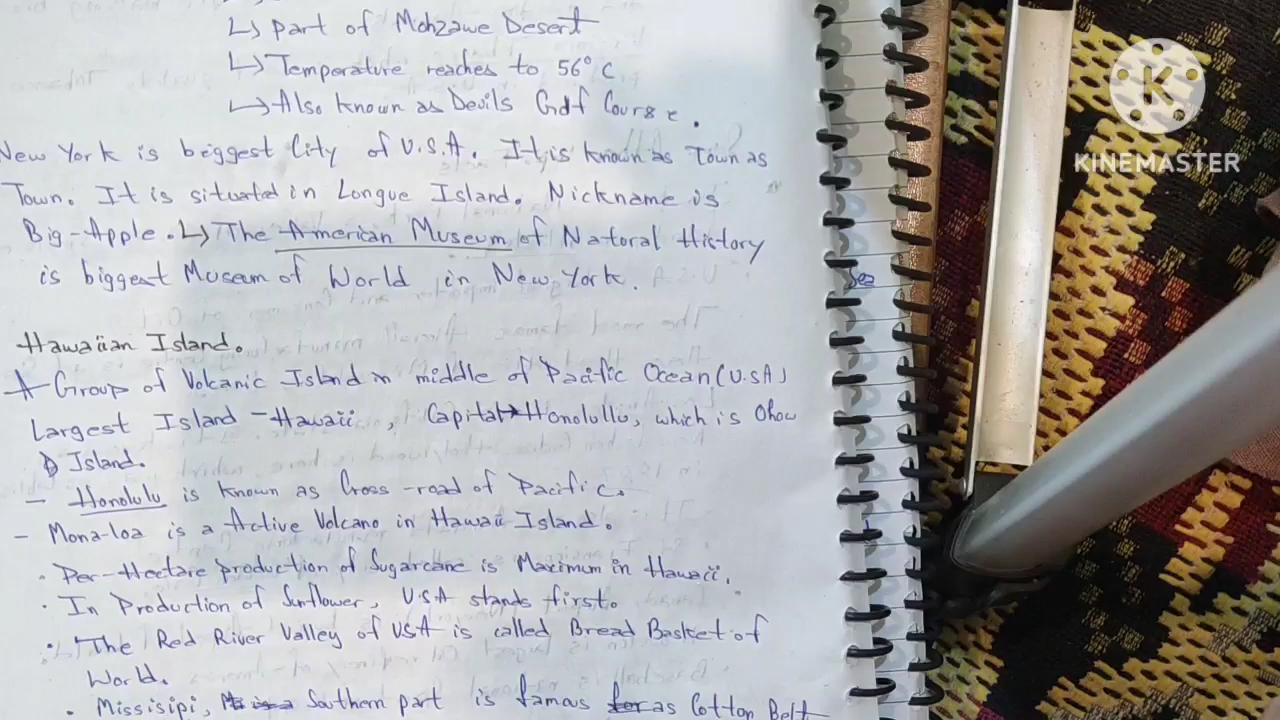 ↳ Part of Mohzawe Desert
↳ Temperature reaches to 56° C
↳ Also known as Devils Golf Course.
New York is biggest City of U.S.A. It is known as Town as
Town. It is situated in Longue Island. Nickname is
Big-Apple. ↳ The American Museum of Natoral History
is biggest Museum of World in New York.
Hawaiian Island.
A Group of Volcanic Island in middle of Pacific Ocean (U.SA)
Largest Island - Hawaii, Capital → Honolullu, which is Ohow
Island.
- Honolulu is known as Cross-road of Pacific.
- Mona-loa is a Active Volcano in Hawaii Island.
· Per-Hectare production of Sugarcane is Maximum in Hawaii.
· In Production of Sunflower, U.S.A stands first.
· The Red River Valley of USA is called Bread Basket of
World.
· Missisipi, Southern part is famous as Cotton Belt
Sea
KINEMASTER